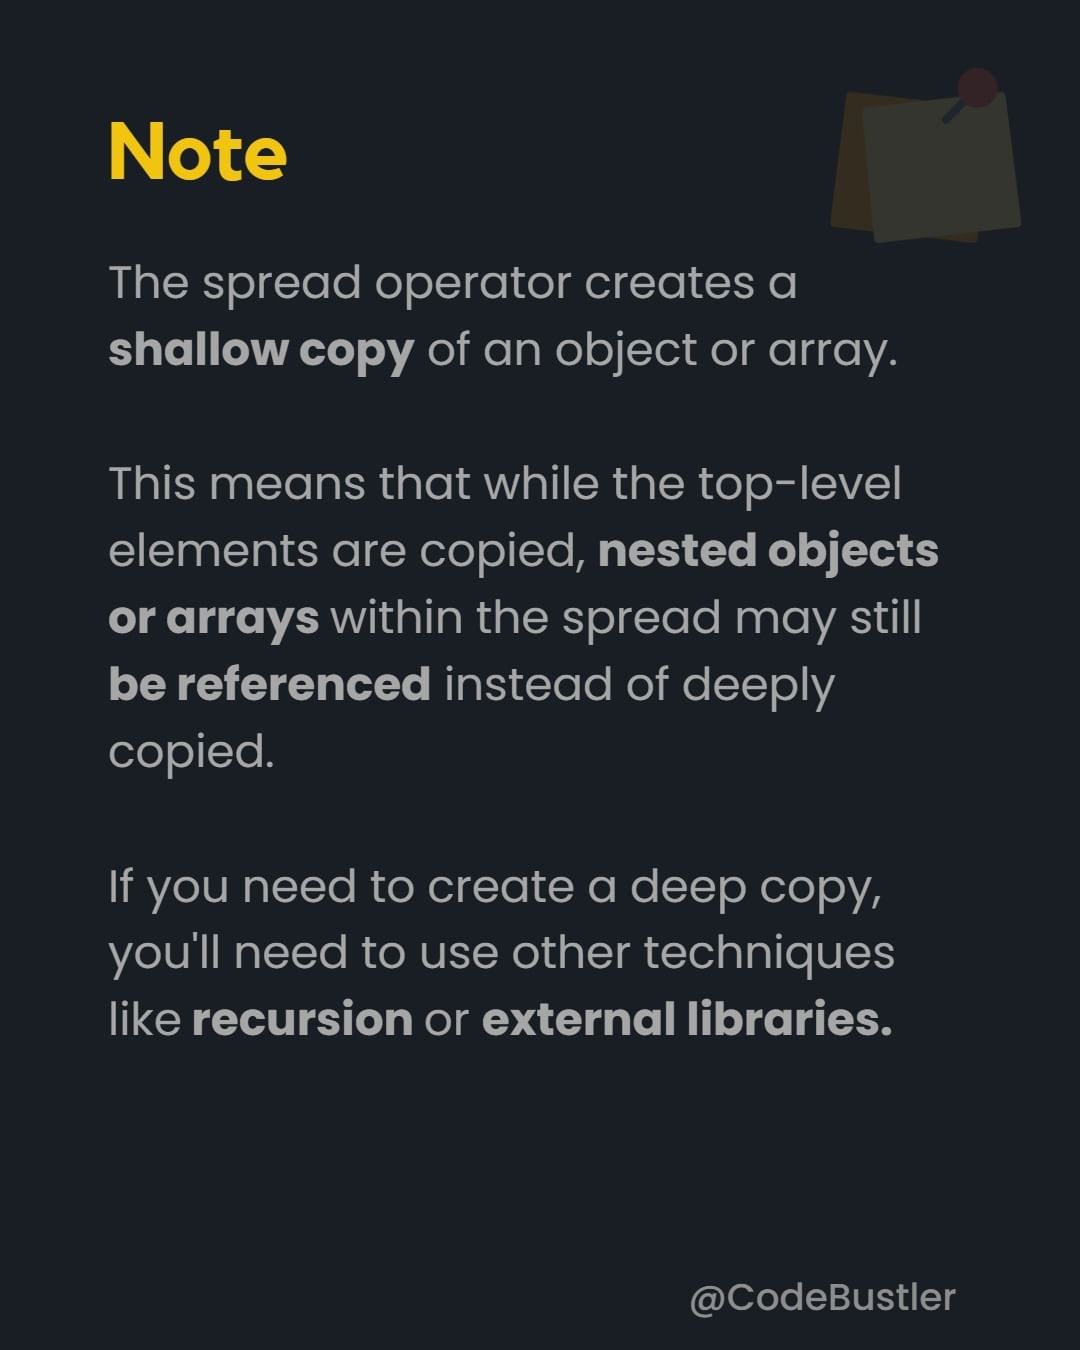 Note
The spread operator creates a
shallow copy of an object or array.
This means that while the top-level
elements are copied, nested objects
or arrays within the spread may still
be referenced instead of deeply
copied.
If you need to create a deep copy,
you'll need to use other techniques
like recursion or external libraries.
@CodeBustler